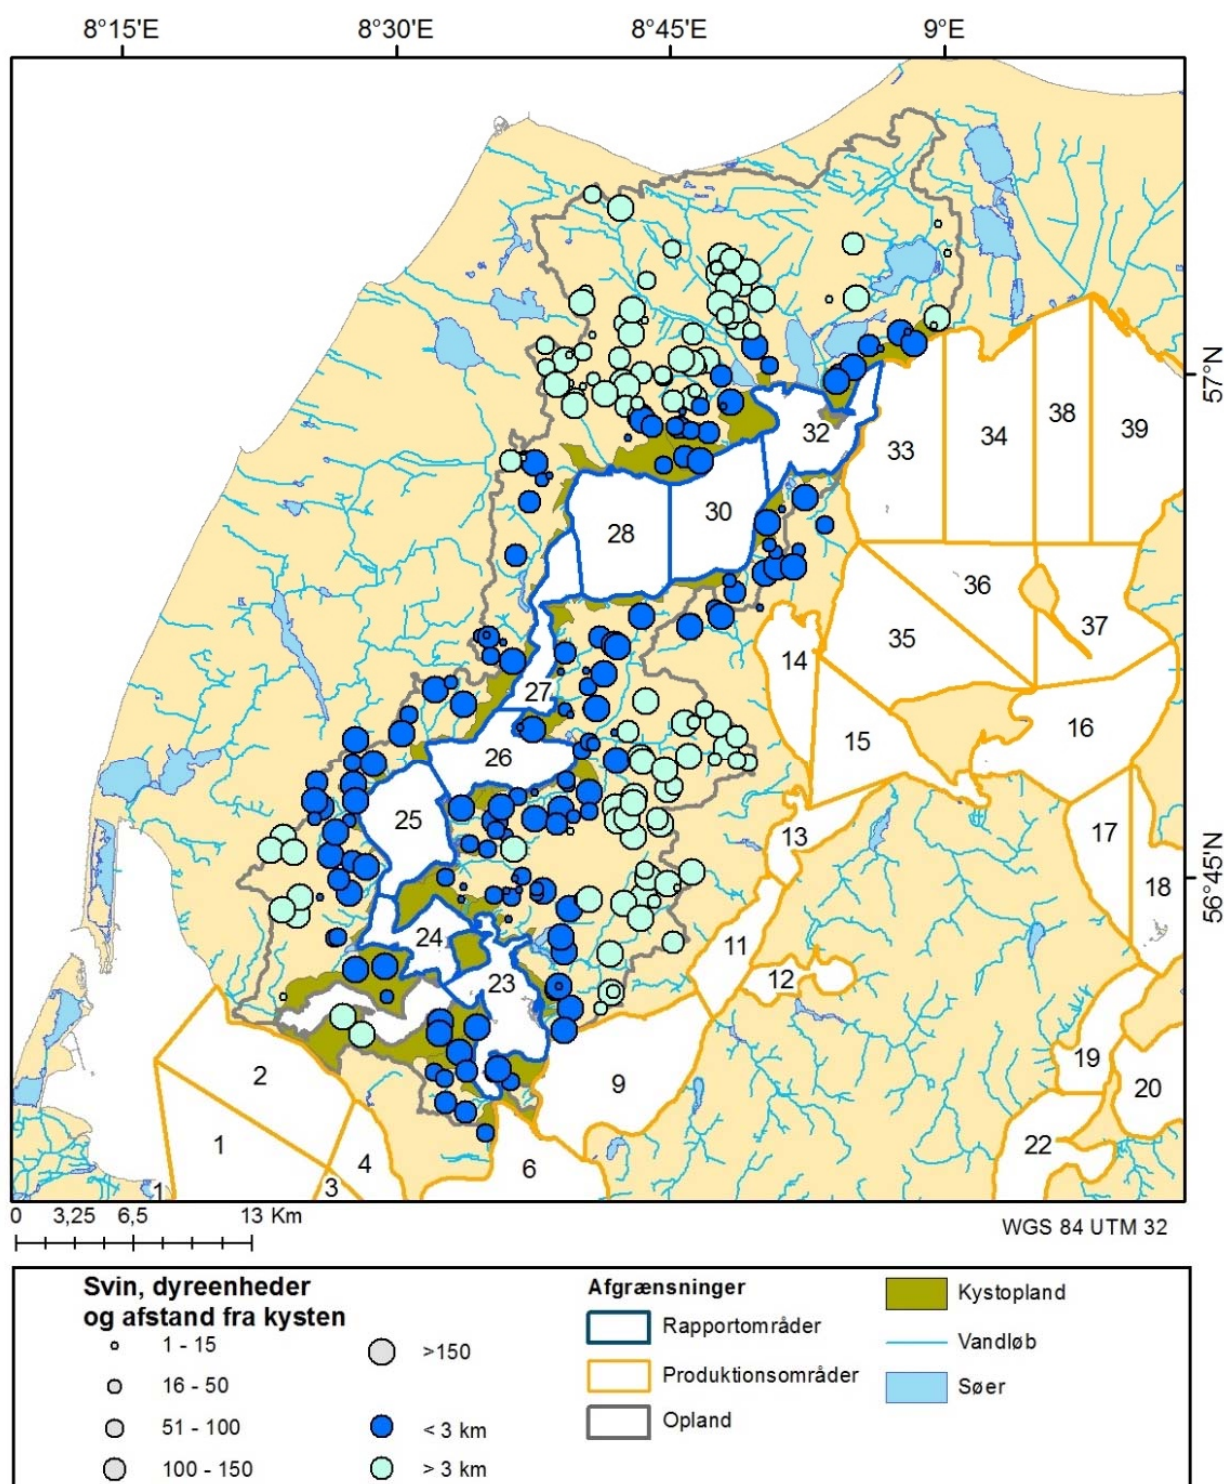 8°15'E 8°30'E 8°45'E 9°E
57°N
56°45'N
32 33 34 38 39
28 30
36
14 35 37
27
26 15 16
25 13 17
18
24 11
23 12
2 9 19
20
1 4 22
1 3 6
0 3,25 6,5 13 Km
WGS 84 UTM 32
Svin, dyreenheder
og afstand fra kysten
1 - 15
16 - 50
51 - 100
100 - 150
>150
< 3 km
> 3 km
Afgrænsninger
Rapportområder
Produktionsområder
Opland
Kystopland
Vandløb
Søer